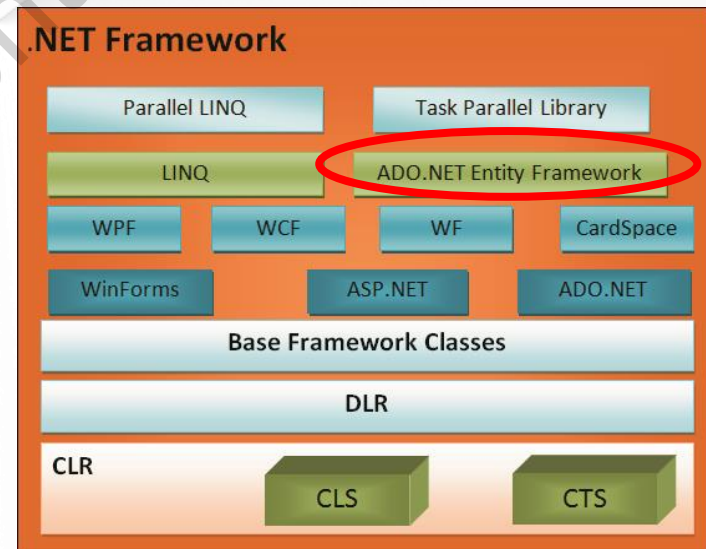 .NET Framework
Parallel LINQ
Task Parallel Library
LINQ
ADO.NET Entity Framework
WPF
WCF
WF
CardSpace
WinForms
ASP.NET
ADO.NET
Base Framework Classes
DLR
CLR
CLS
CTS